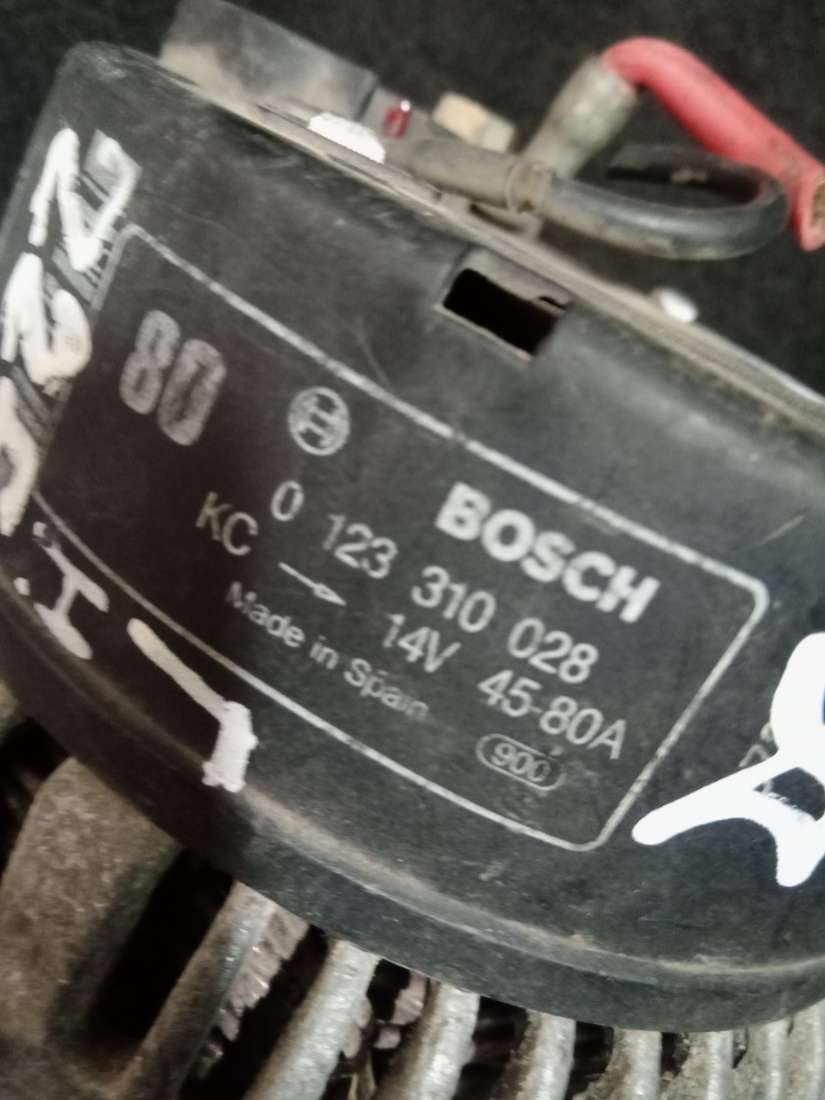 80
BOSCH
0 123 310 028
KC → 14V 45-80A
Made in Spain
900